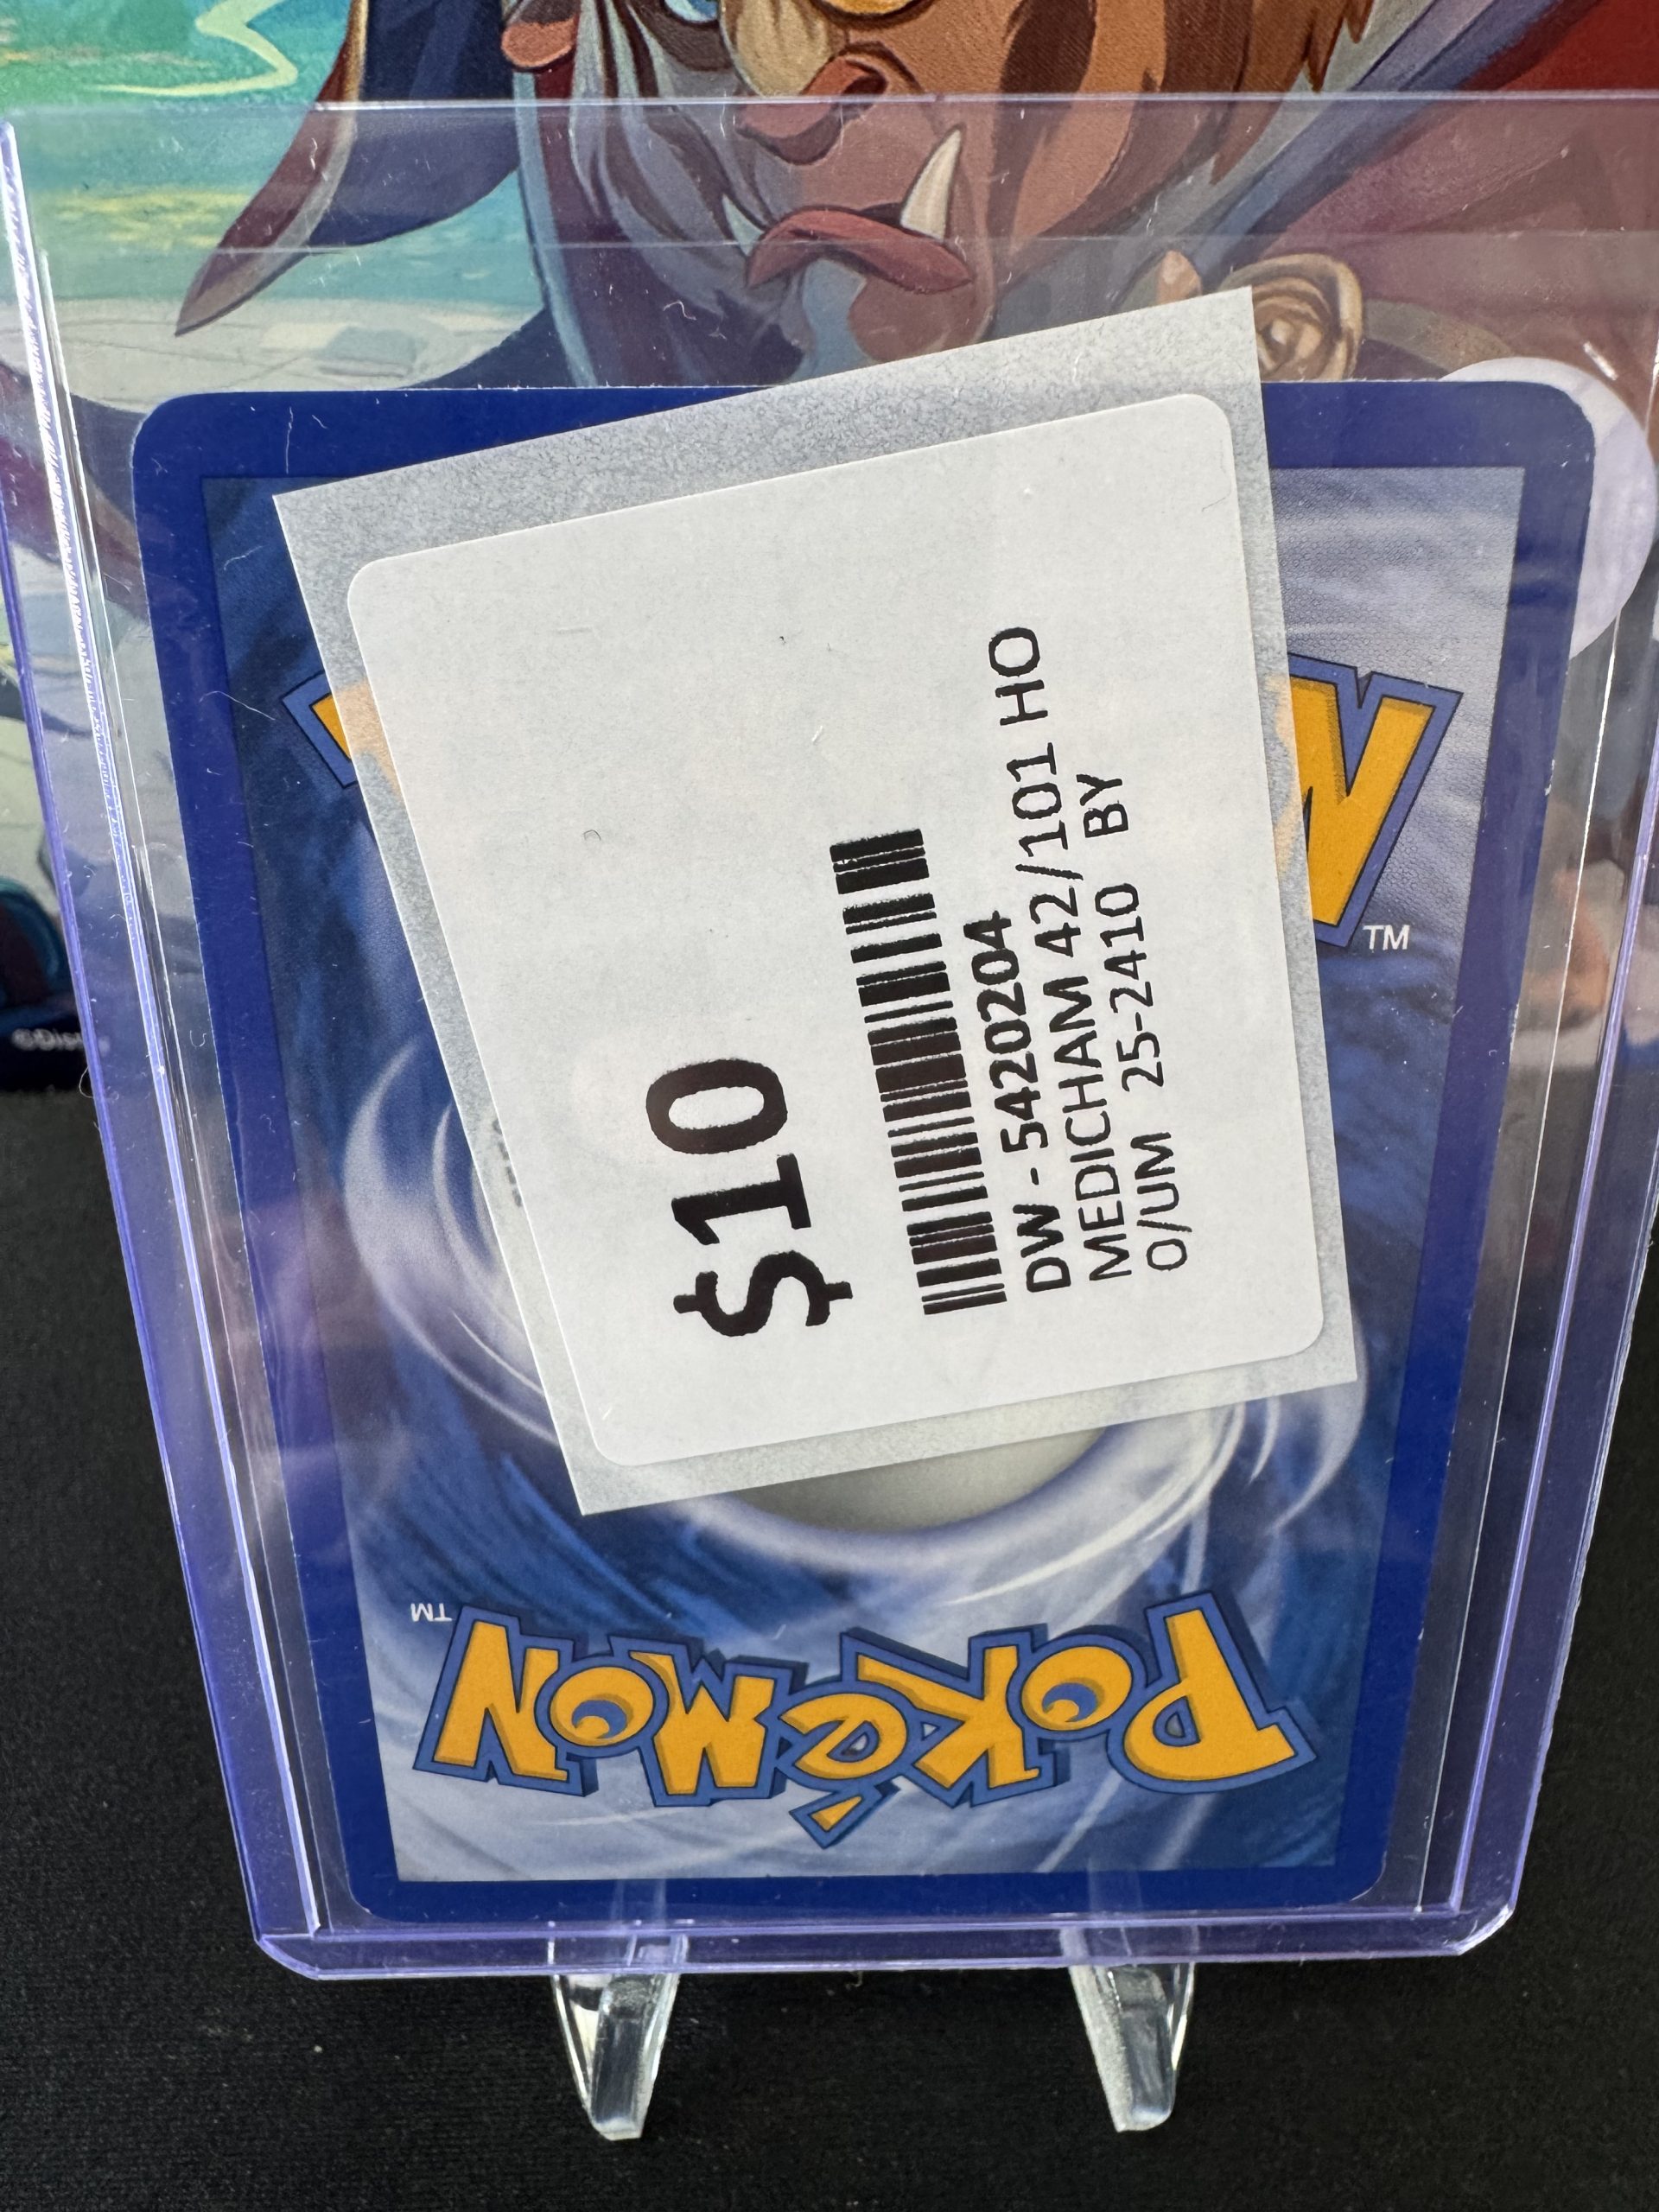 $10
DW - 5420204
MEDICHAM 42/101 HO
O/UM 25-2410 BY
N
TM
POKéMON
TM